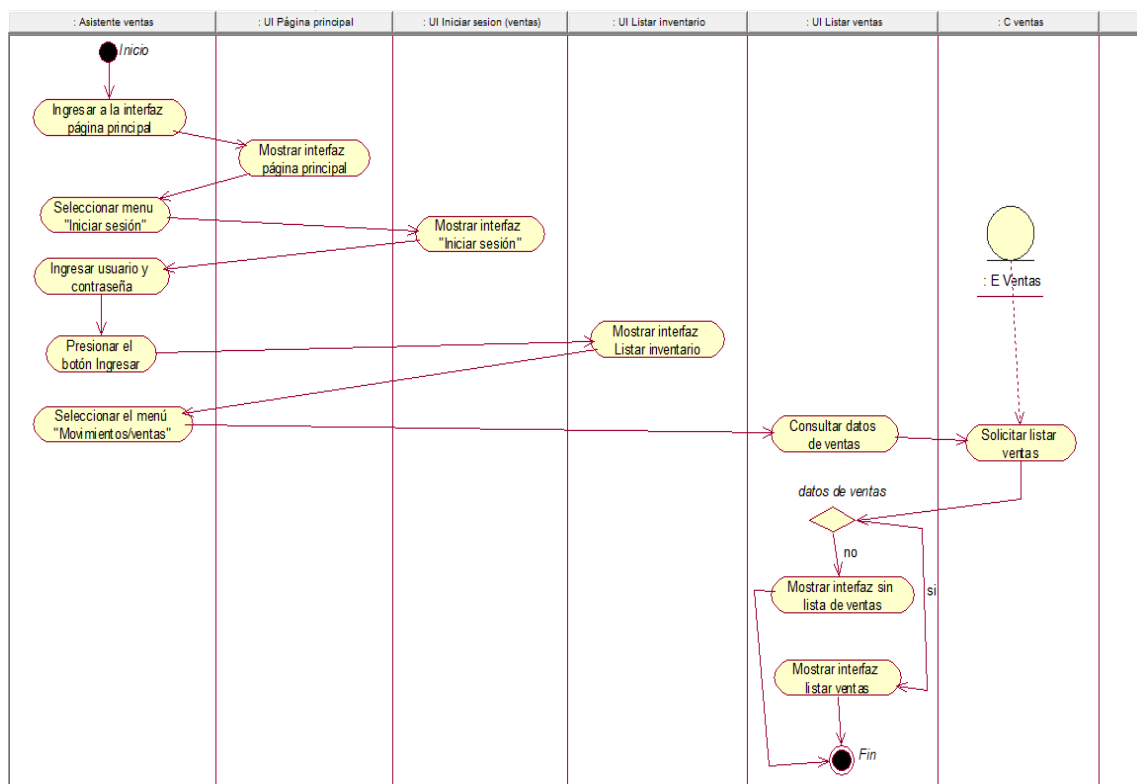 : Asistente ventas
: UI Página principal
: UI Iniciar sesion (ventas)
: UI Listar inventario
: UI Listar ventas
: C ventas
Inicio
Ingresar a la interfaz
página principal
Mostrar interfaz
página principal
Seleccionar menu
"Iniciar sesión"
Mostrar interfaz
"Iniciar sesión"
Ingresar usuario y
contraseña
: E Ventas
Presionar el
botón Ingresar
Mostrar interfaz
Listar inventario
Seleccionar el menú
"Movimientos/ventas"
Consultar datos
de ventas
Solicitar listar
ventas
datos de ventas
no
si
Mostrar interfaz sin
lista de ventas
Mostrar interfaz
listar ventas
Fin